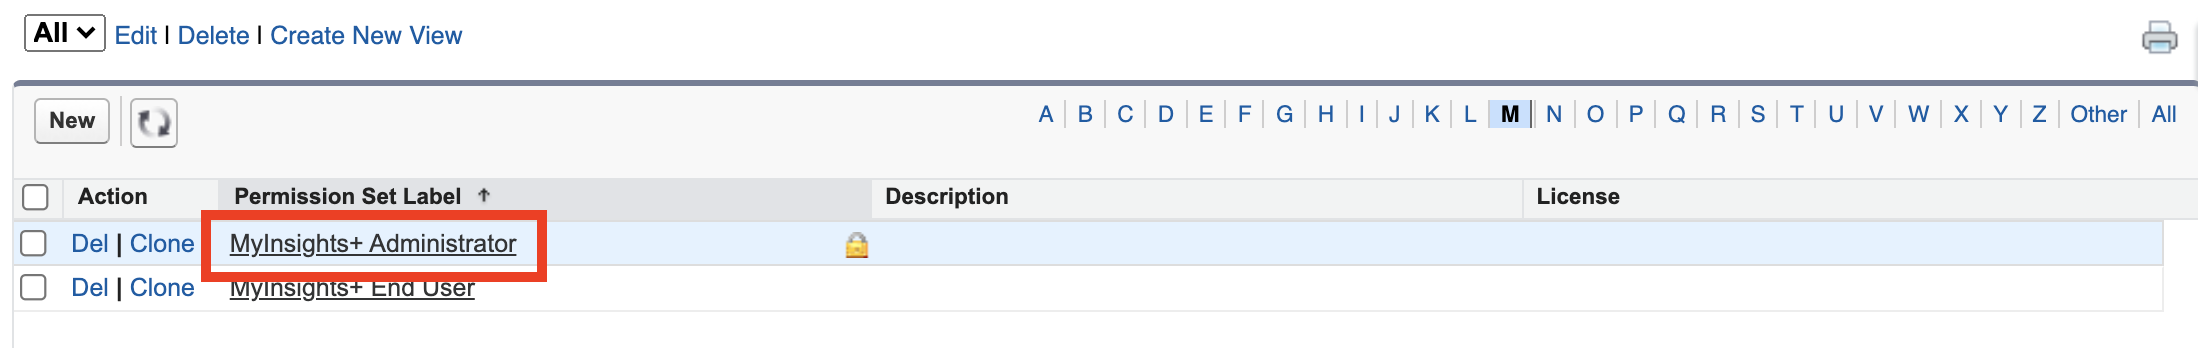 All Edit | Delete | Create New View
New A B C D E F G H I J K L M N O P Q R S T U V W X Y Z Other All
Action Permission Set Label ↑ Description License
Del | Clone MyInsights+ Administrator
Del | Clone MyInsights+ End User